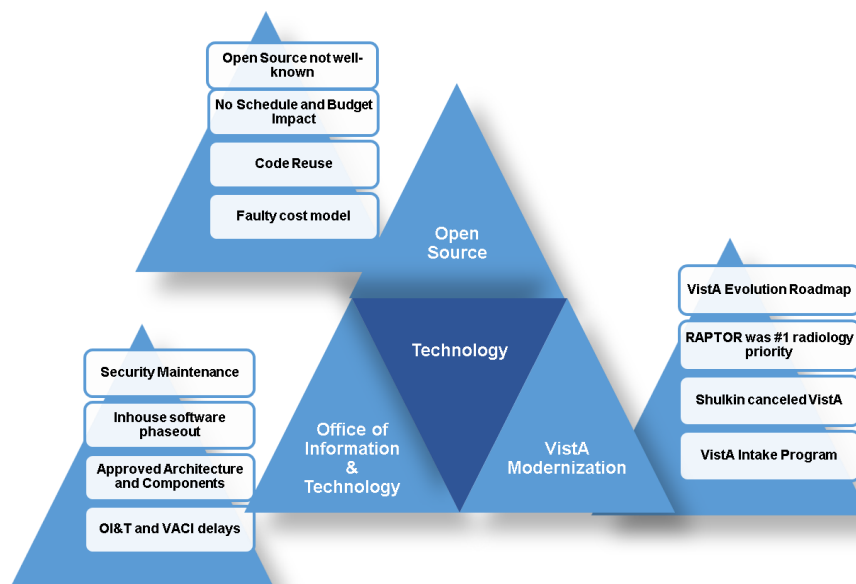 Open Source not well-
known
No Schedule and Budget
Impact
Code Reuse
Faulty cost model
Open
Source
Technology
Office of
Information
&
Technology
VistA
Modernization
Security Maintenance
Inhouse software
phaseout
Approved Architecture
and Components
OI&T and VACI delays
VistA Evolution Roadmap
RAPTOR was #1 radiology
priority
Shulkin canceled VistA
VistA Intake Program